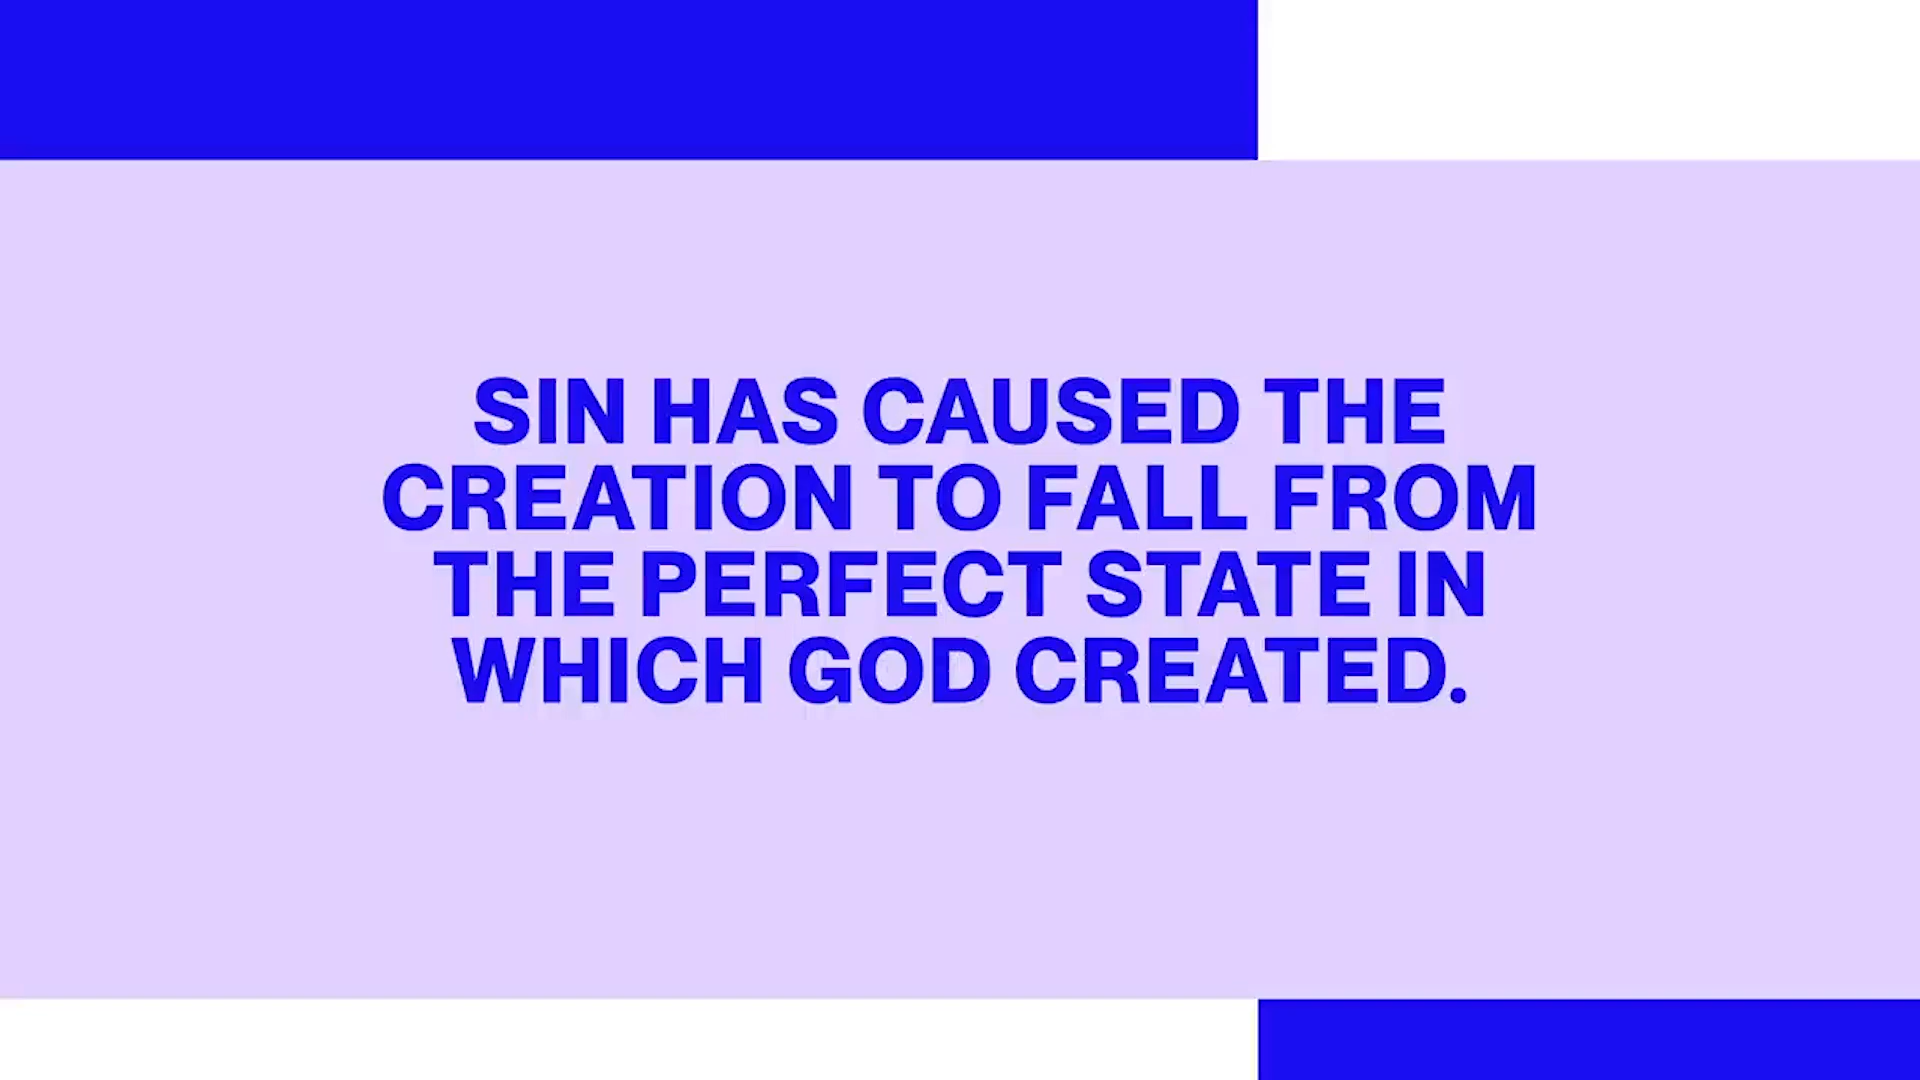 SIN HAS CAUSED THE
CREATION TO FALL FROM
THE PERFECT STATE IN
WHICH GOD CREATED.